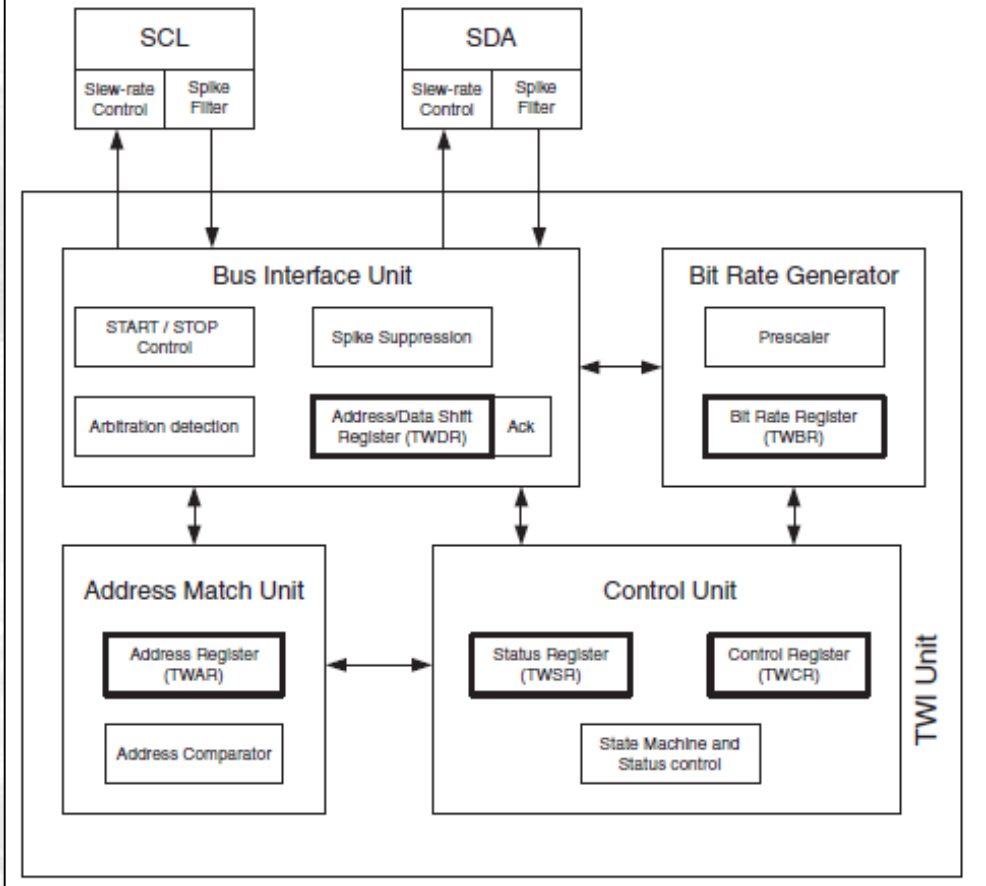 SCL
SDA
Slew-rate
Control
Spike
Filter
Slew-rate
Control
Spike
Filter
Bus Interface Unit
Bit Rate Generator
START / STOP
Control
Spike Suppression
Prescaler
Arbitration detection
Address/Data Shift
Register (TWDR)
Ack
Bit Rate Register
(TWBR)
Address Match Unit
Control Unit
Address Register
(TWAR)
Status Register
(TWSR)
Control Register
(TWCR)
Address Comparator
State Machine and
Status control
TWI Unit